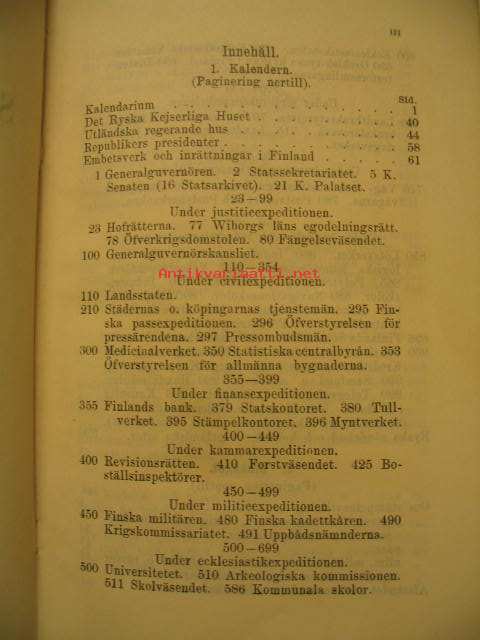 III
Innehåll.
1. Kalendern.
(Paginering nertill).
Sid.
Kalendarium . . . . . . . . . . . . . 1
Det Ryska Kejserliga Huset . . . . . . . . 40
Utländska regerande hus . . . . . . . . . 44
Republikers presidenter . . . . . . . . . 58
Embetsverk och inrättningar i Finland . . . . 61
1 Generalguvernören. 2 Statssekretariatet. 5 K.
Senaten (16 Statsarkivet). 21 K. Palatset.
23—99
Under justitieexpeditionen.
23 Hofrätterna. 77 Wiborgs läns egodelningsrätt.
78 Öfverkrigsdomstolen. 80 Fängelseväsendet.
100 Generalguvernörskansliet.
110—354
Antikvariaatti.net
Under civilexpeditionen.
110 Landsstaten.
210 Städernas o. köpingarnas tjenstemän. 295 Fin-
ska passexpeditionen. 296 Öfverstyrelsen för
pressärendena. 297 Pressombudsmän.
300 Medicinalverket. 350 Statistiska centralbyrån. 353
Öfverstyrelsen för allmänna bygnaderna.
355—399
Under finansexpeditionen.
355 Finlands bank. 379 Statskontoret. 380 Tull-
verket. 395 Stämpelkontoret. 396 Myntverket.
400—449
Under kammarexpeditionen.
400 Revisionsrätten. 410 Forstväsendet. 425 Bo-
ställsinspektörer.
450—499
Under militieexpeditionen.
450 Finska militären. 480 Finska kadettkåren. 490
Krigskommissariatet. 491 Uppbådsnämnderna.
500—699
Under ecklesiastikexpeditionen.
500 Universitetet. 510 Arkeologiska kommissionen.
511 Skolväsendet. 586 Kommunala skolor.